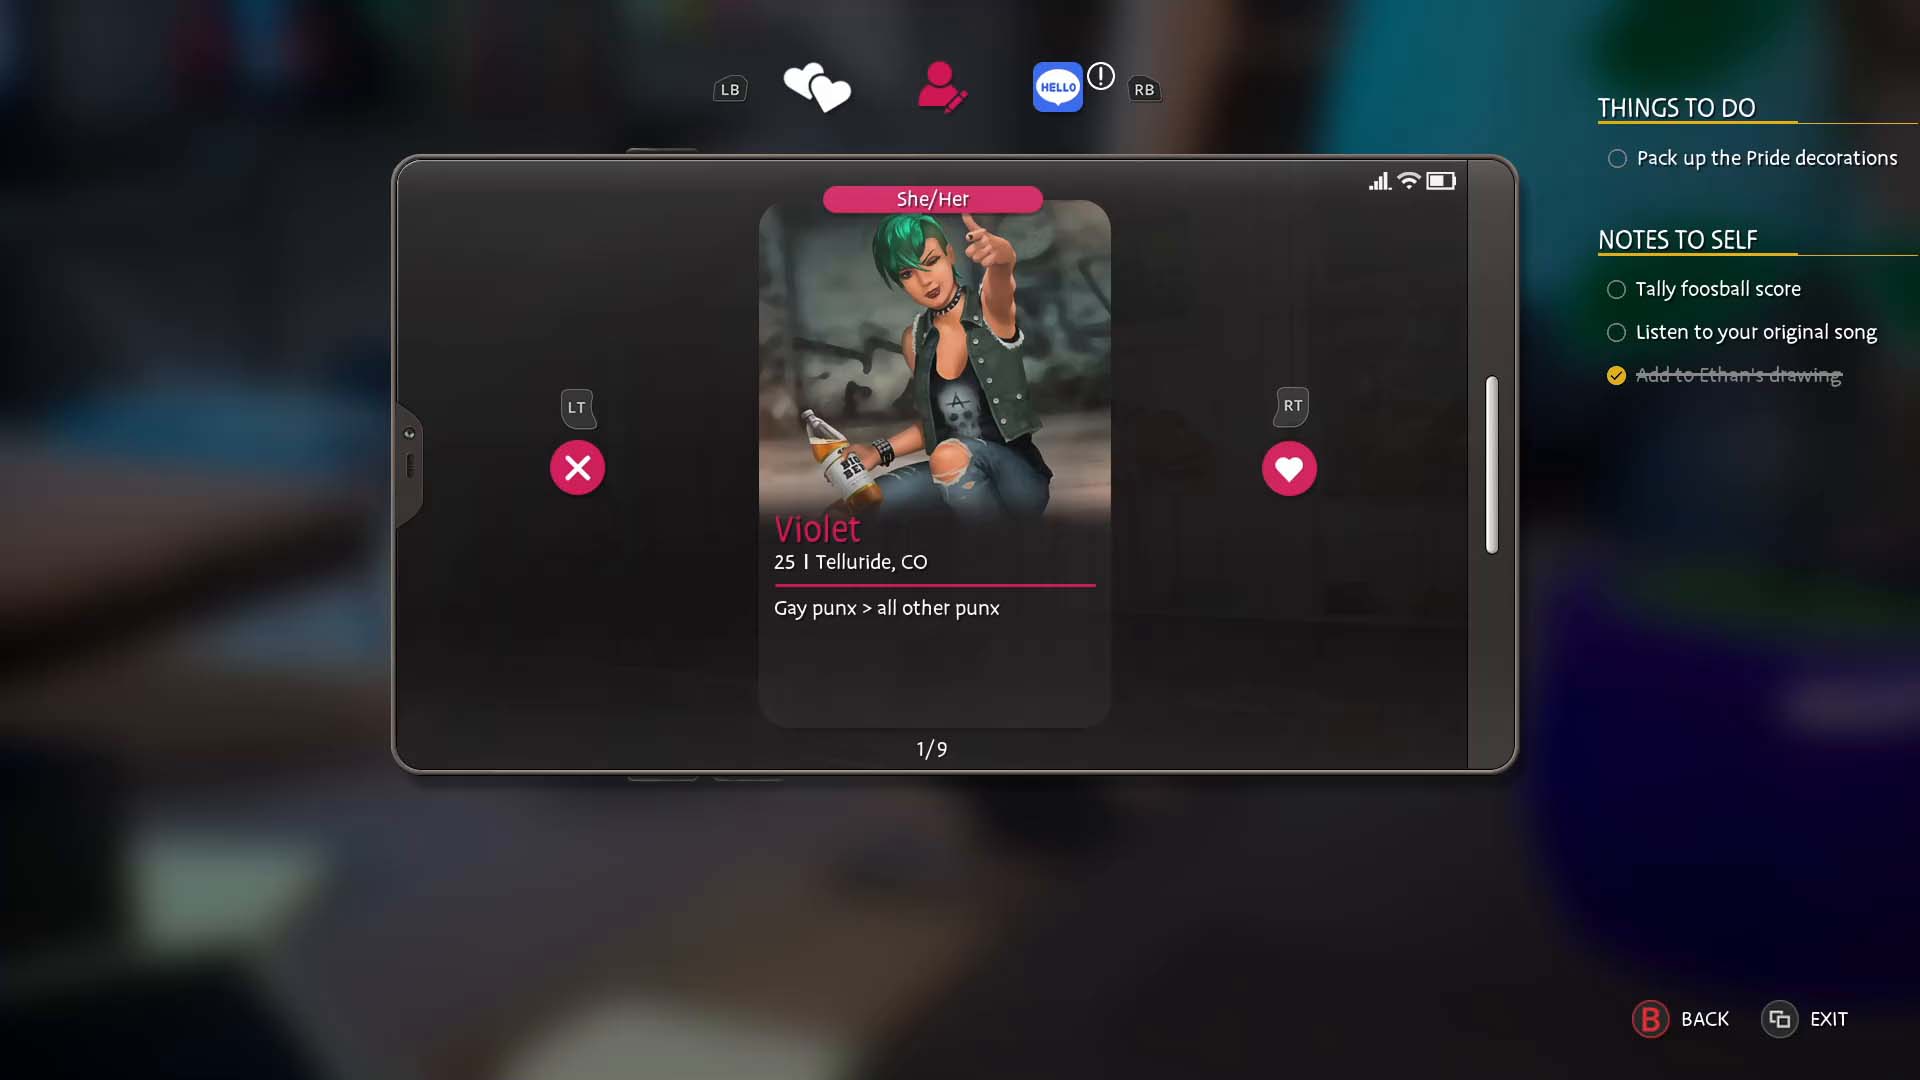 LB
HELLO
!
RB
THINGS TO DO
Pack up the Pride decorations
NOTES TO SELF
Tally foosball score
Listen to your original song
Add to Ethan's drawing
She/Her
LT
RT
Violet
25 | Telluride, CO
Gay punx > all other punx
1/9
B BACK
EXIT